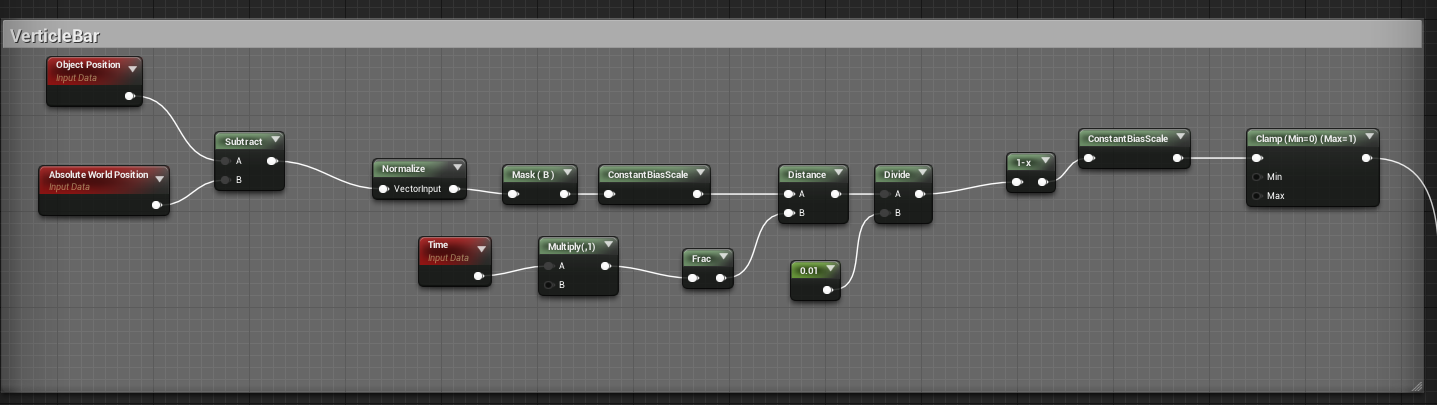 VerticleBar
Object Position
Input Data
Absolute World Position
Input Data
Subtract
A
B
Normalize
VectorInput
Mask ( B )
ConstantBiasScale
Time
Input Data
Multiply(,1)
A
B
Frac
Distance
A
B
Divide
A
B
0.01
1-x
ConstantBiasScale
Clamp (Min=0) (Max=1)
Min
Max